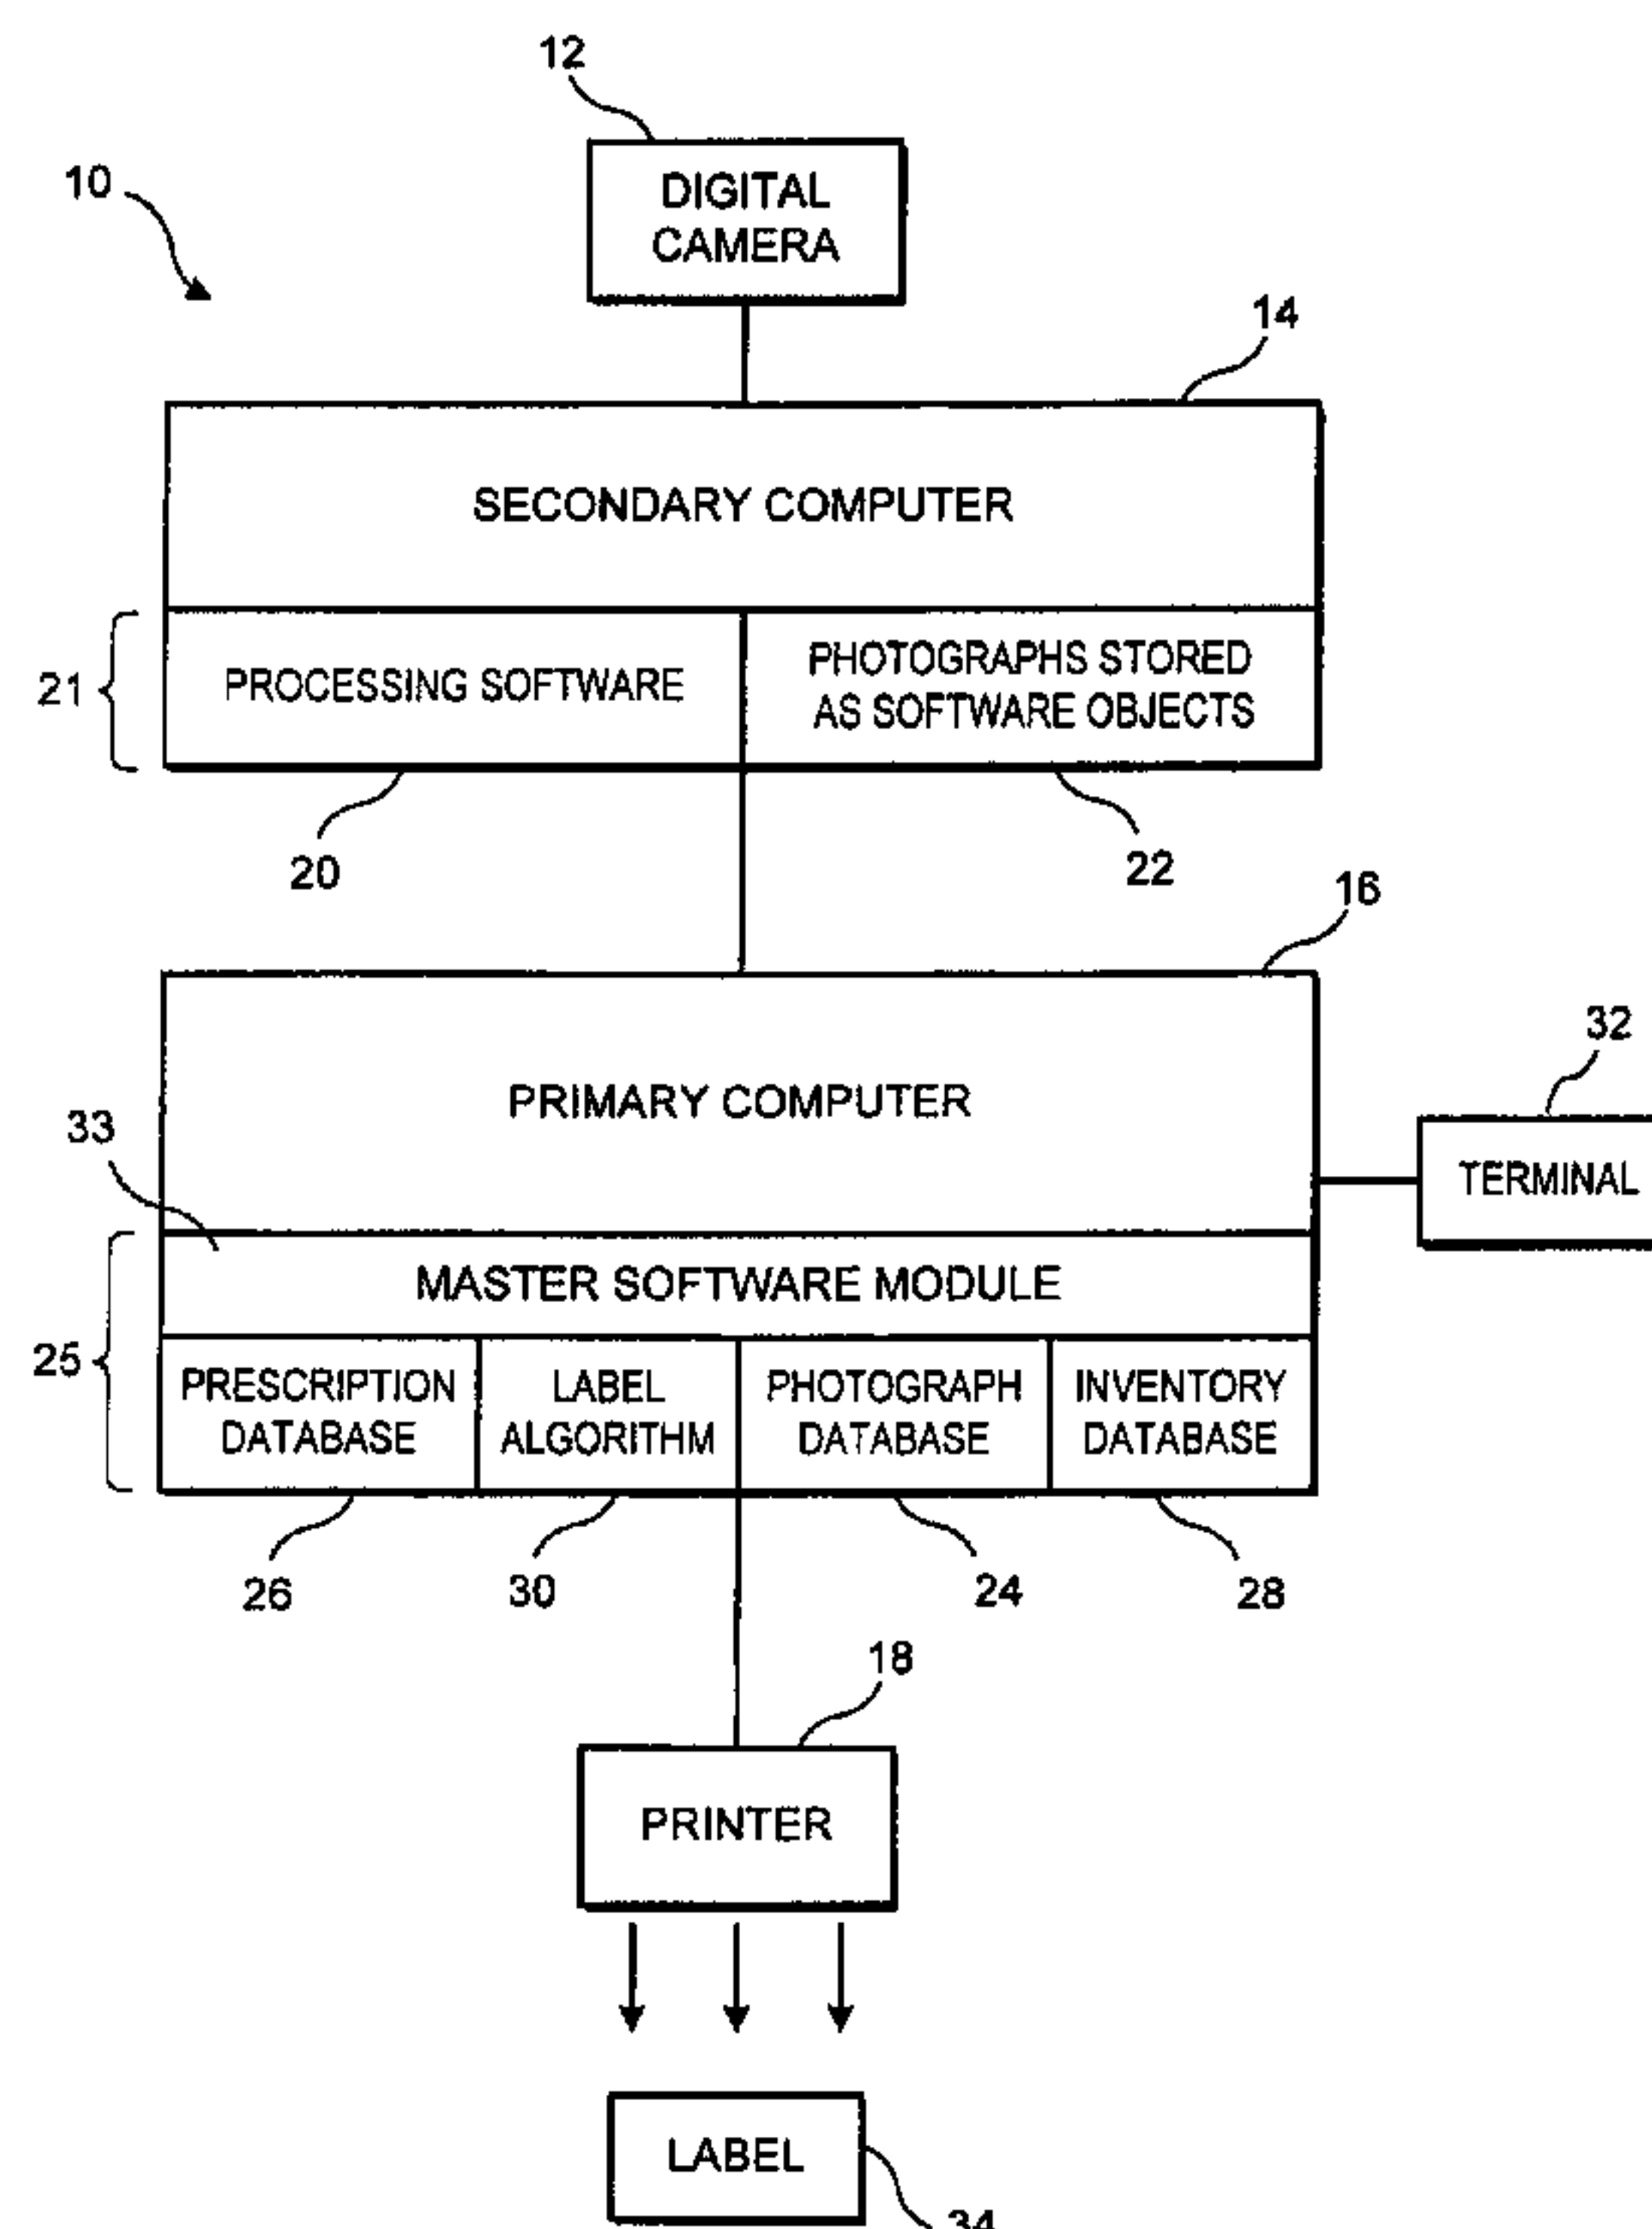 12
10
DIGITAL
CAMERA
14
SECONDARY COMPUTER
21
PROCESSING SOFTWARE
PHOTOGRAPHS STORED
AS SOFTWARE OBJECTS
20
22
16
32
PRIMARY COMPUTER
33
TERMINAL
MASTER SOFTWARE MODULE
25
PRESCRIPTION
DATABASE
LABEL
ALGORITHM
PHOTOGRAPH
DATABASE
INVENTORY
DATABASE
26
30
24
28
18
PRINTER
LABEL
34